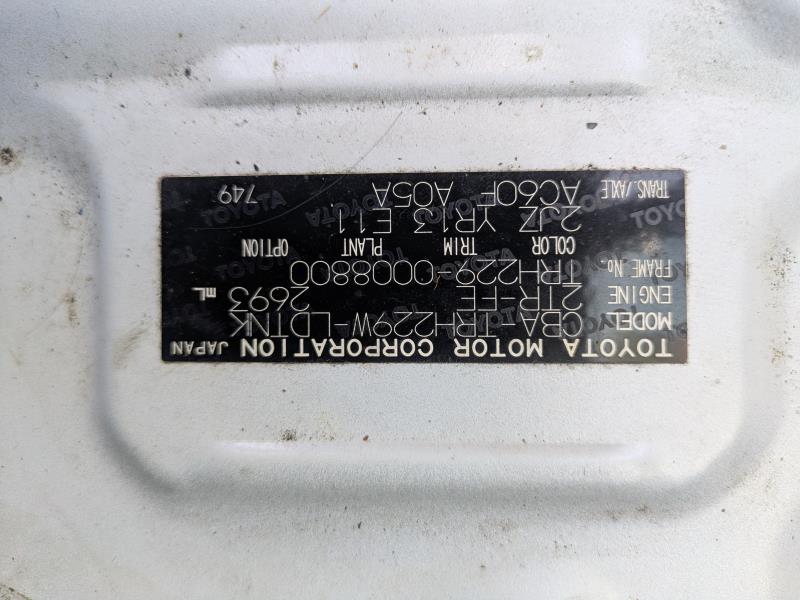 TOYOTA MOTOR CORPORATION JAPAN
MODEL CBA-TRH229W-LDTNK
ENGINE 2TR-FE 2693 mL
FRAME No. TRH229-0008800
COLOR TRIM PLANT OPTION
2JZ YR13 E11
TRANS./AXLE AC60F A05A
749